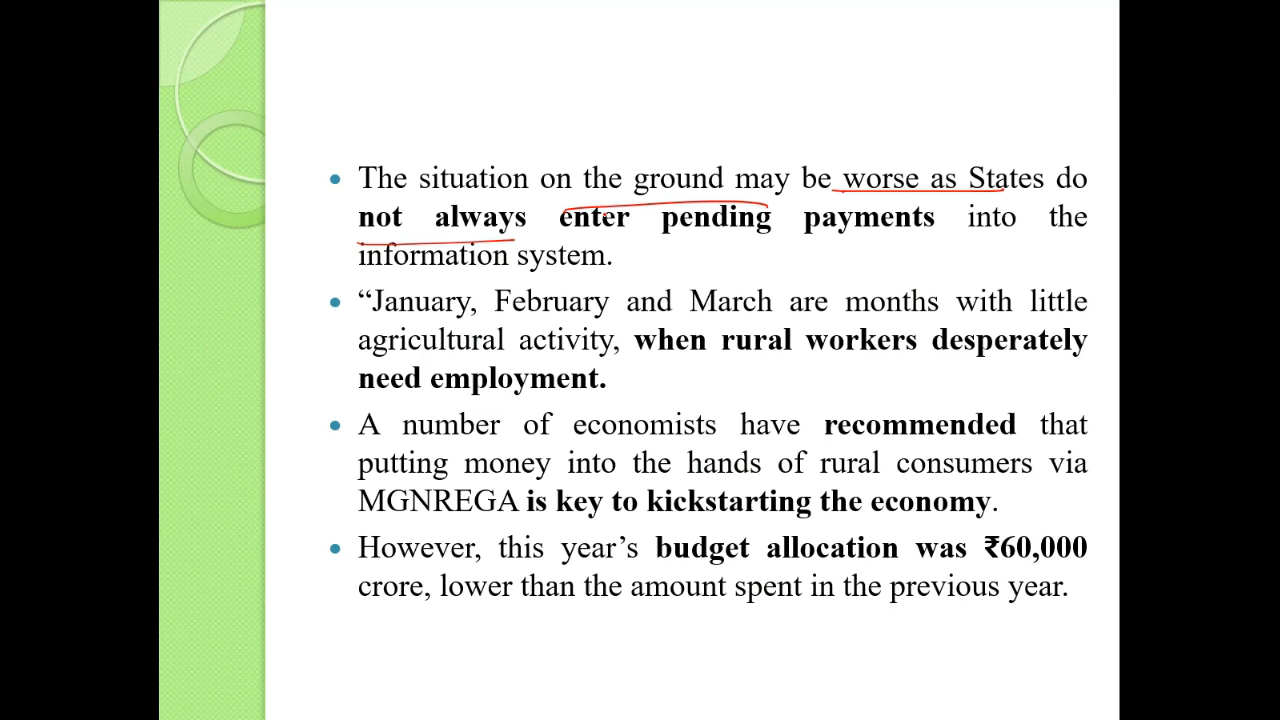 The situation on the ground may be worse as States do
not always enter pending payments into the
information system.
“January, February and March are months with little
agricultural activity, when rural workers desperately
need employment.
A number of economists have recommended that
putting money into the hands of rural consumers via
MGNREGA is key to kickstarting the economy.
However, this year’s budget allocation was ₹60,000
crore, lower than the amount spent in the previous year.